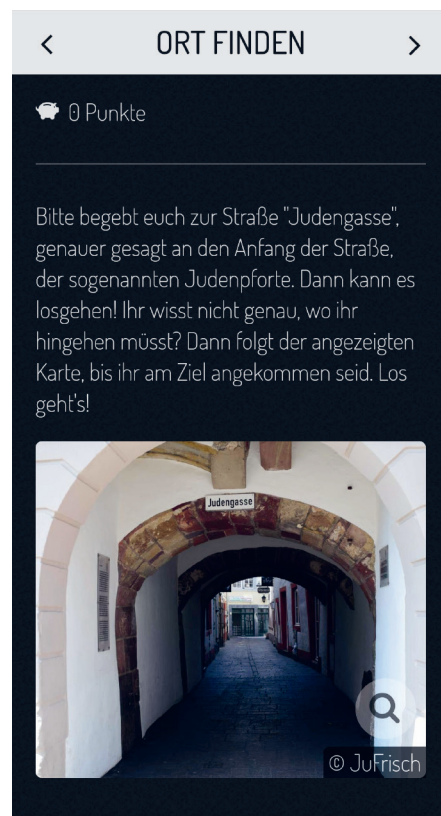 ORT FINDEN
0 Punkte
Bitte begebt euch zur Straße "Judengasse",
genauer gesagt an den Anfang der Straße,
der sogenannten Judenpforte. Dann kann es
losgehen! Ihr wisst nicht genau, wo ihr
hingehen müsst? Dann folgt der angezeigten
Karte, bis ihr am Ziel angekommen seid. Los
geht's!
Judengasse
© JuFrisch